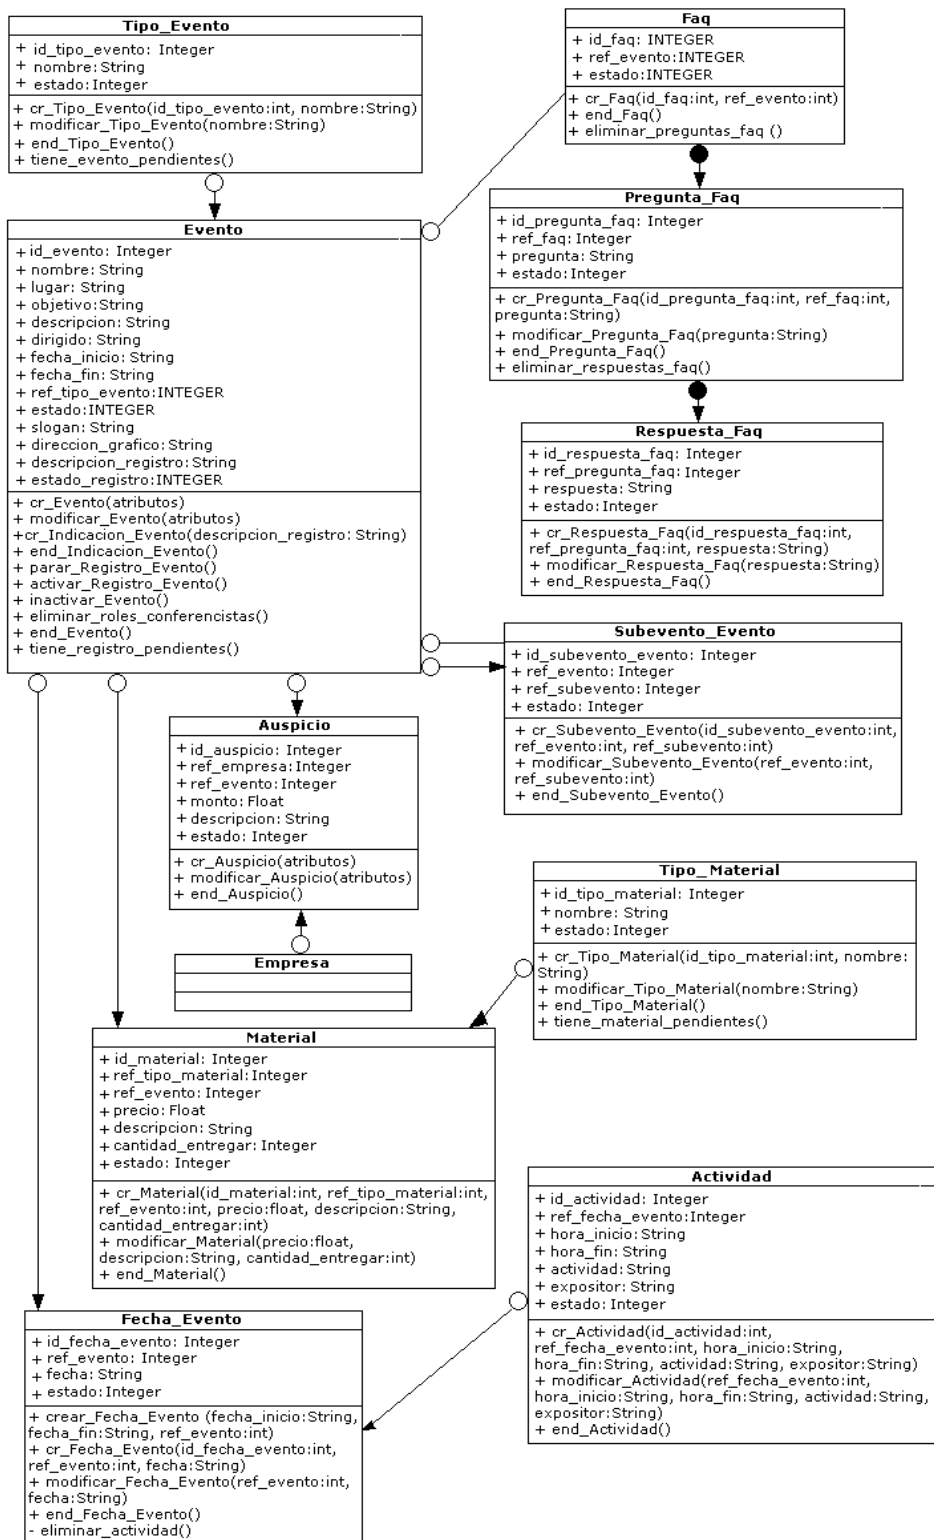 Tipo_Evento
+ id_tipo_evento: Integer
+ nombre:String
+ estado:Integer
+ cr_Tipo_Evento(id_tipo_evento:int, nombre:String)
+ modificar_Tipo_Evento(nombre:String)
+ end_Tipo_Evento()
+ tiene_evento_pendientes()
Faq
+ id_faq: INTEGER
+ ref_evento:INTEGER
+ estado:INTEGER
+ cr_Faq(id_faq:int, ref_evento:int)
+ end_Faq()
+ eliminar_preguntas_faq ()
Evento
+ id_evento: Integer
+ nombre: String
+ lugar: String
+ objetivo:String
+ descripcion: String
+ dirigido: String
+ fecha_inicio: String
+ fecha_fin: String
+ ref_tipo_evento:INTEGER
+ estado:INTEGER
+ slogan: String
+ direccion_grafico: String
+ descripcion_registro: String
+ estado_registro:INTEGER
+ cr_Evento(atributos)
+ modificar_Evento(atributos)
+cr_Indicacion_Evento(descripcion_registro: String)
+ end_Indicacion_Evento()
+ parar_Registro_Evento()
+ activar_Registro_Evento()
+ inactivar_Evento()
+ eliminar_roles_conferencistas()
+ end_Evento()
+ tiene_registro_pendientes()
Pregunta_Faq
+ id_pregunta_faq: Integer
+ ref_faq: Integer
+ pregunta: String
+ estado: Integer
+ cr_Pregunta_Faq(id_pregunta_faq:int, ref_faq:int,
pregunta:String)
+ modificar_Pregunta_Faq(pregunta:String)
+ end_Pregunta_Faq()
+ eliminar_respuestas_faq()
Respuesta_Faq
+ id_respuesta_faq: Integer
+ ref_pregunta_faq: Integer
+ respuesta: String
+ estado: Integer
+ cr_Respuesta_Faq(id_respuesta_faq:int,
ref_pregunta_faq:int, respuesta:String)
+ modificar_Respuesta_Faq(respuesta:String)
+ end_Respuesta_Faq()
Subevento_Evento
+ id_subevento_evento: Integer
+ ref_evento: Integer
+ ref_subevento: Integer
+ estado: Integer
+ cr_Subevento_Evento(id_subevento_evento:int,
ref_evento:int, ref_subevento:int)
+ modificar_Subevento_Evento(ref_evento:int,
ref_subevento:int)
+ end_Subevento_Evento()
Auspicio
+ id_auspicio: Integer
+ ref_empresa:Integer
+ ref_evento: Integer
+ monto: Float
+ descripcion: String
+ estado: Integer
+ cr_Auspicio(atributos)
+ modificar_Auspicio(atributos)
+ end_Auspicio()
Empresa
Tipo_Material
+ id_tipo_material: Integer
+ nombre: String
+ estado: Integer
+ cr_Tipo_Material(id_tipo_material:int, nombre:
String)
+ modificar_Tipo_Material(nombre:String)
+ end_Tipo_Material()
+ tiene_material_pendientes()
Material
+ id_material: Integer
+ ref_tipo_material:Integer
+ ref_evento: Integer
+ precio: Float
+ descripcion: String
+ cantidad_entregar: Integer
+ estado: Integer
+ cr_Material(id_material:int, ref_tipo_material:int,
ref_evento:int, precio:float, descripcion:String,
cantidad_entregar:int)
+ modificar_Material(precio:float,
descripcion:String, cantidad_entregar:int)
+ end_Material()
Actividad
+ id_actividad: Integer
+ ref_fecha_evento:Integer
+ hora_inicio: String
+ hora_fin: String
+ actividad: String
+ expositor: String
+ estado: Integer
+ cr_Actividad(id_actividad:int,
ref_fecha_evento:int, hora_inicio:String,
hora_fin:String, actividad:String, expositor:String)
+ modificar_Actividad(ref_fecha_evento:int,
hora_inicio:String, hora_fin:String, actividad:String,
expositor:String)
+ end_Actividad()
Fecha_Evento
+ id_fecha_evento: Integer
+ ref_evento: Integer
+ fecha: String
+ estado:Integer
+ crear_Fecha_Evento (fecha_inicio:String,
fecha_fin:String, ref_evento:int)
+ cr_Fecha_Evento(id_fecha_evento:int,
ref_evento:int, fecha:String)
+ modificar_Fecha_Evento(ref_evento:int,
fecha:String)
+ end_Fecha_Evento()
- eliminar_actividad()